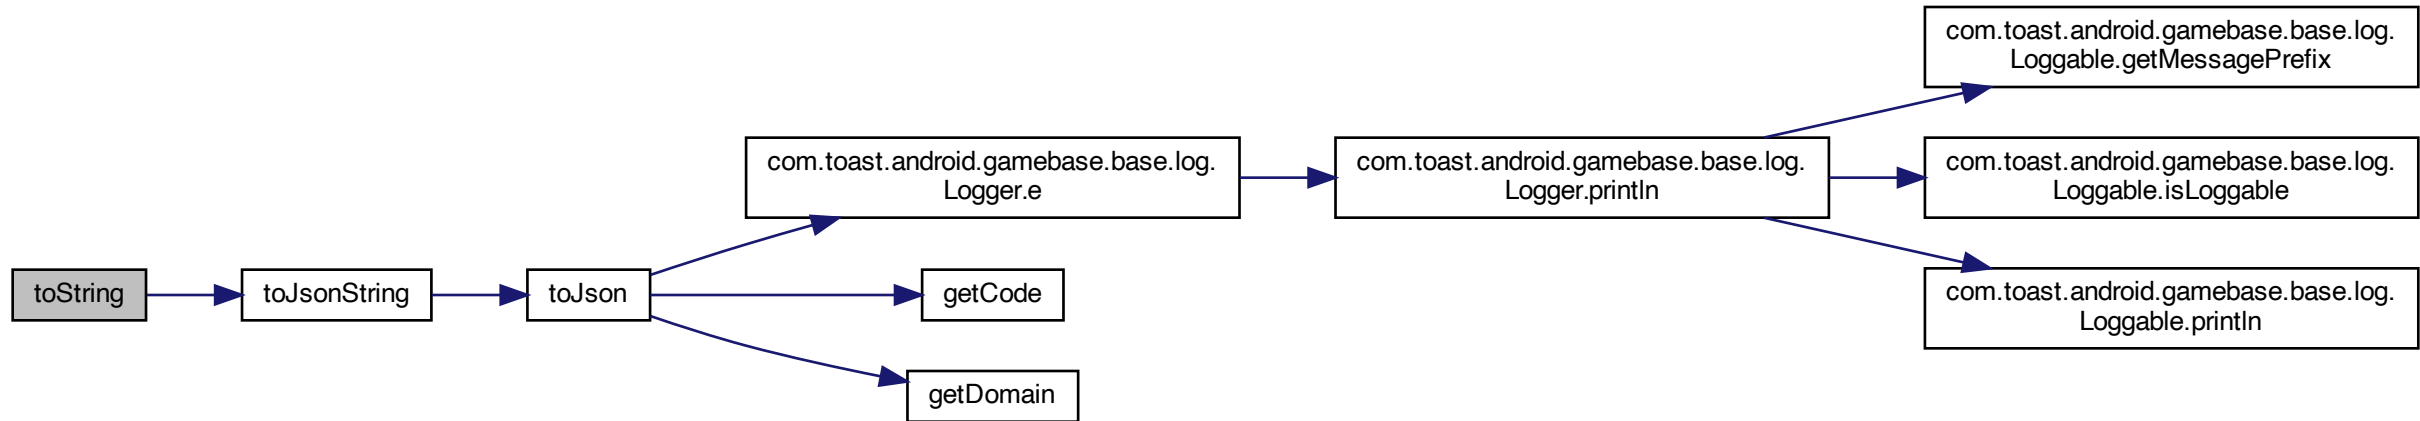 com.toast.android.gamebase.base.log.
Loggable.getMessagePrefix
com.toast.android.gamebase.base.log.
Logger.e
com.toast.android.gamebase.base.log.
Logger.println
com.toast.android.gamebase.base.log.
Loggable.isLoggable
toString
toJsonString
toJson
getCode
com.toast.android.gamebase.base.log.
Loggable.println
getDomain